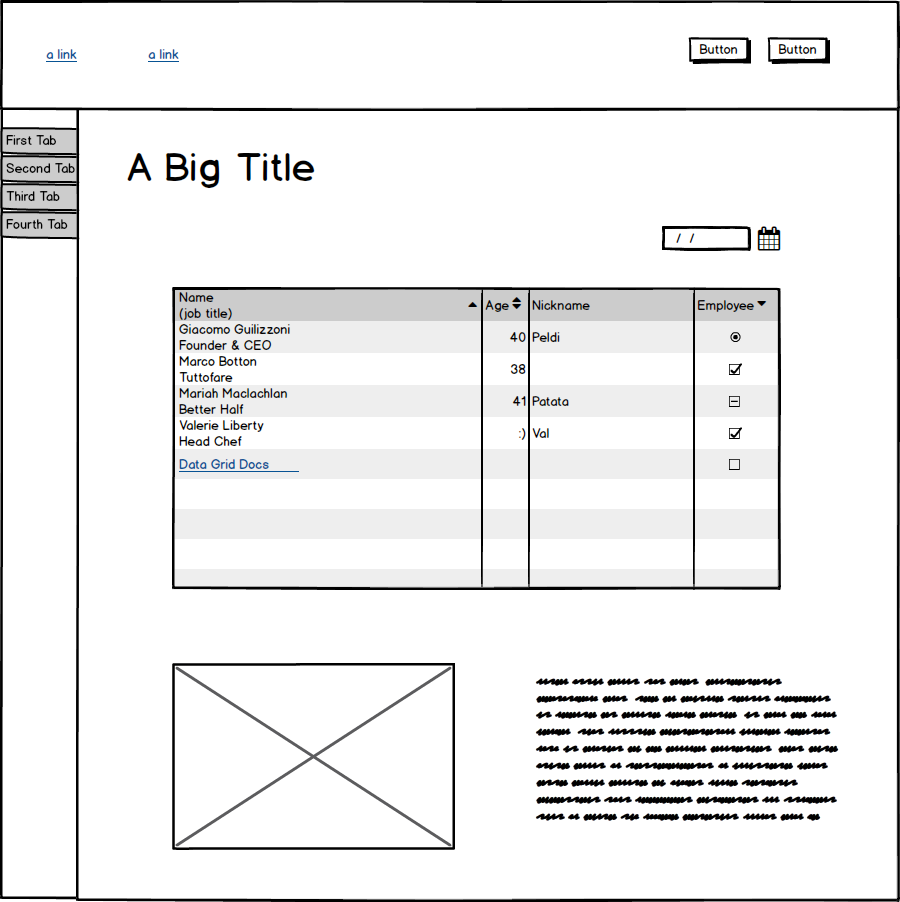 a link
a link
Button
Button
First Tab
Second Tab
Third Tab
Fourth Tab
A Big Title
/ /
Name
(job title)
Age
Nickname
Employee
Giacomo Guilizzoni
Founder & CEO
40
Peldi
Marco Botton
Tuttofare
38
Mariah Maclachlan
Better Half
41
Patata
Valerie Liberty
Head Chef
:)
Val
Data Grid Docs